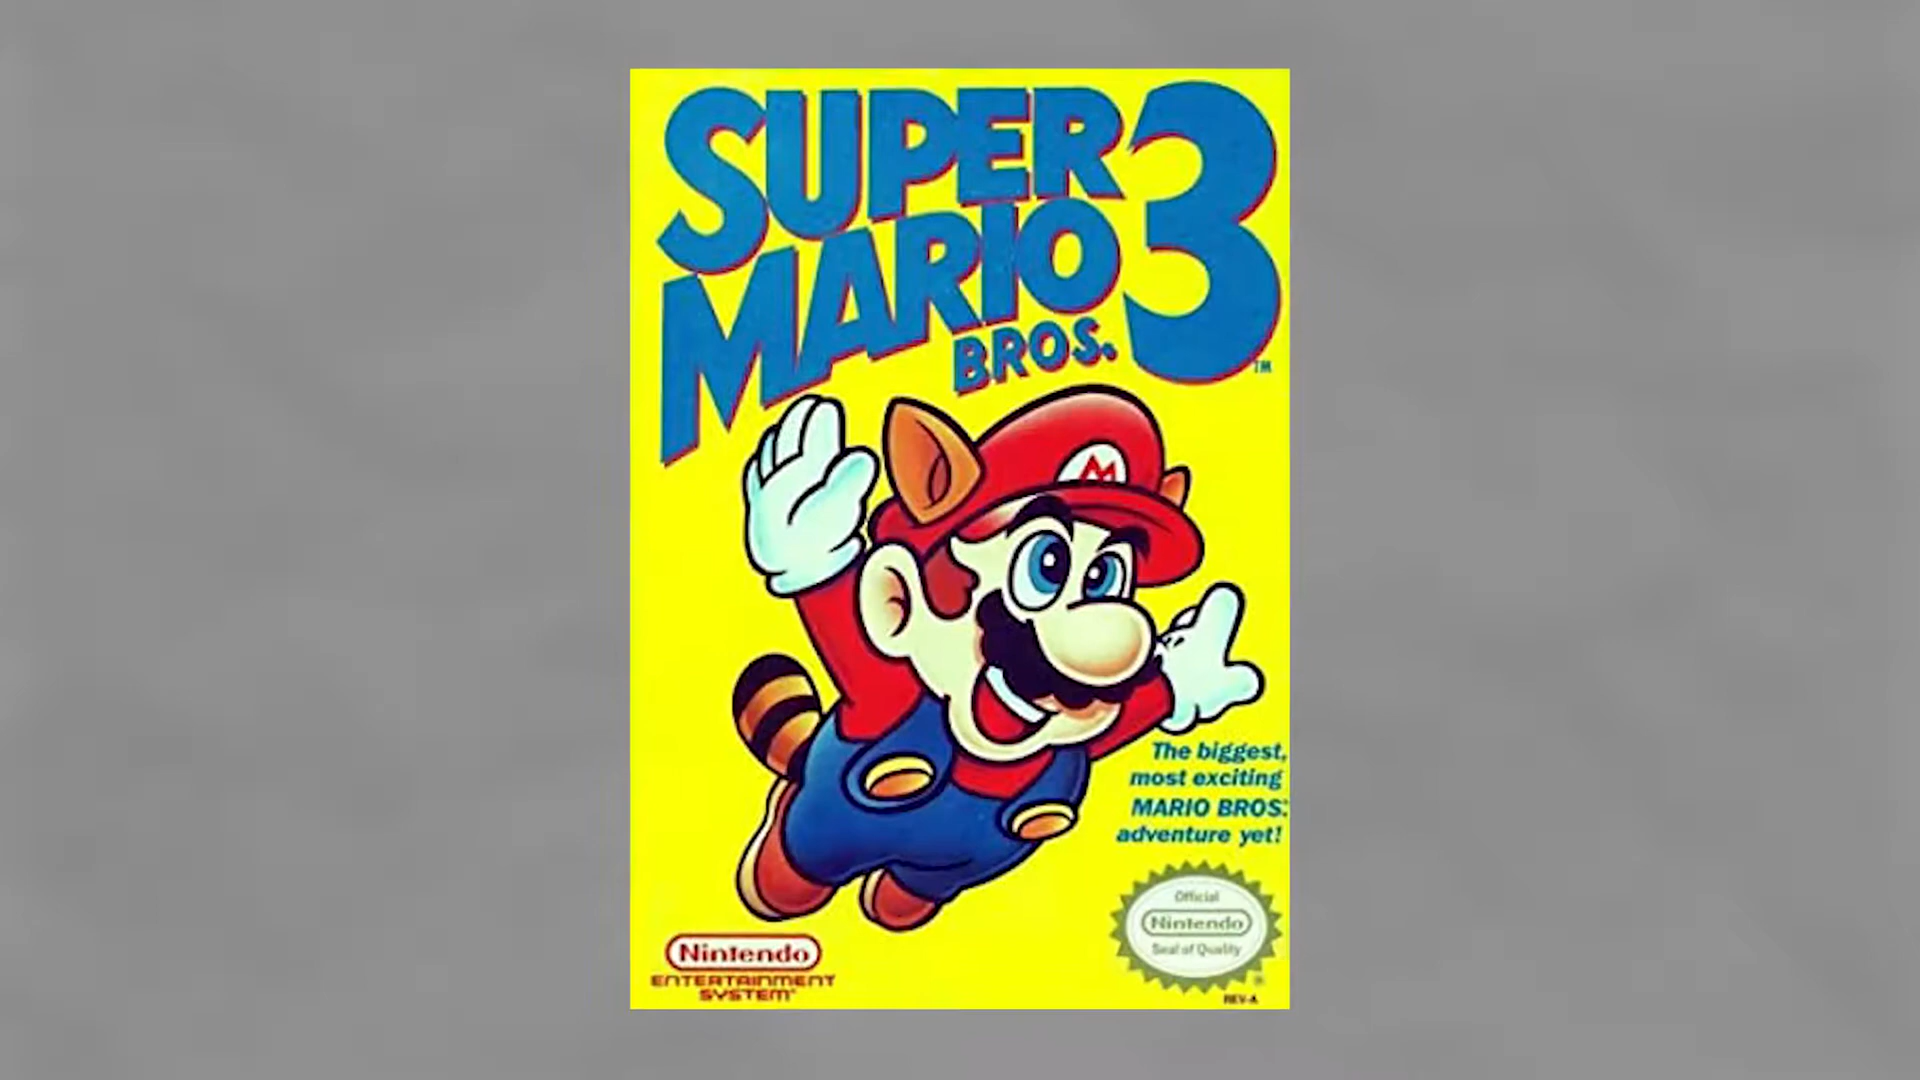 SUPER
MARIO
BROS. 3
TM
M
The biggest,
most exciting
MARIO BROS.
adventure yet!
Official
Nintendo
Seal of Quality
®
REV-A
Nintendo
ENTERTAINMENT
SYSTEM